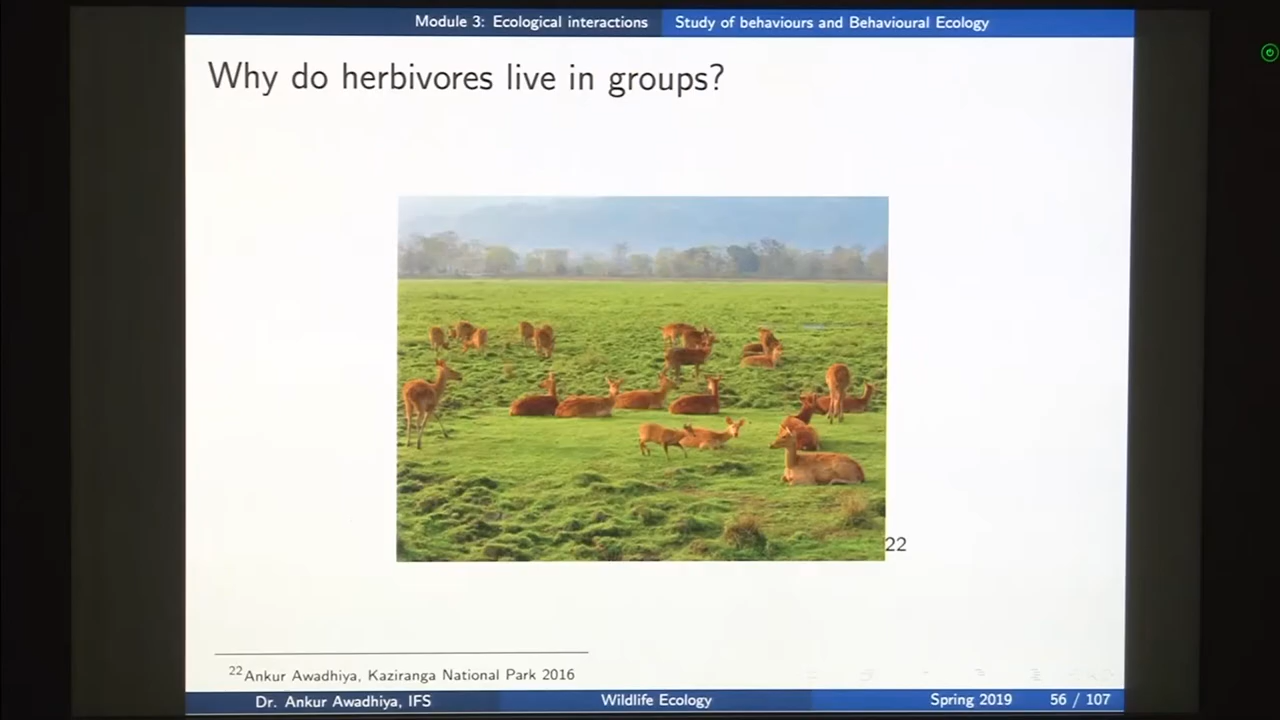 Module 3: Ecological interactions Study of behaviours and Behavioural Ecology
Why do herbivores live in groups?
22
22 Ankur Awadhiya, Kaziranga National Park 2016
Dr. Ankur Awadhiya, IFS Wildlife Ecology Spring 2019 56 / 107